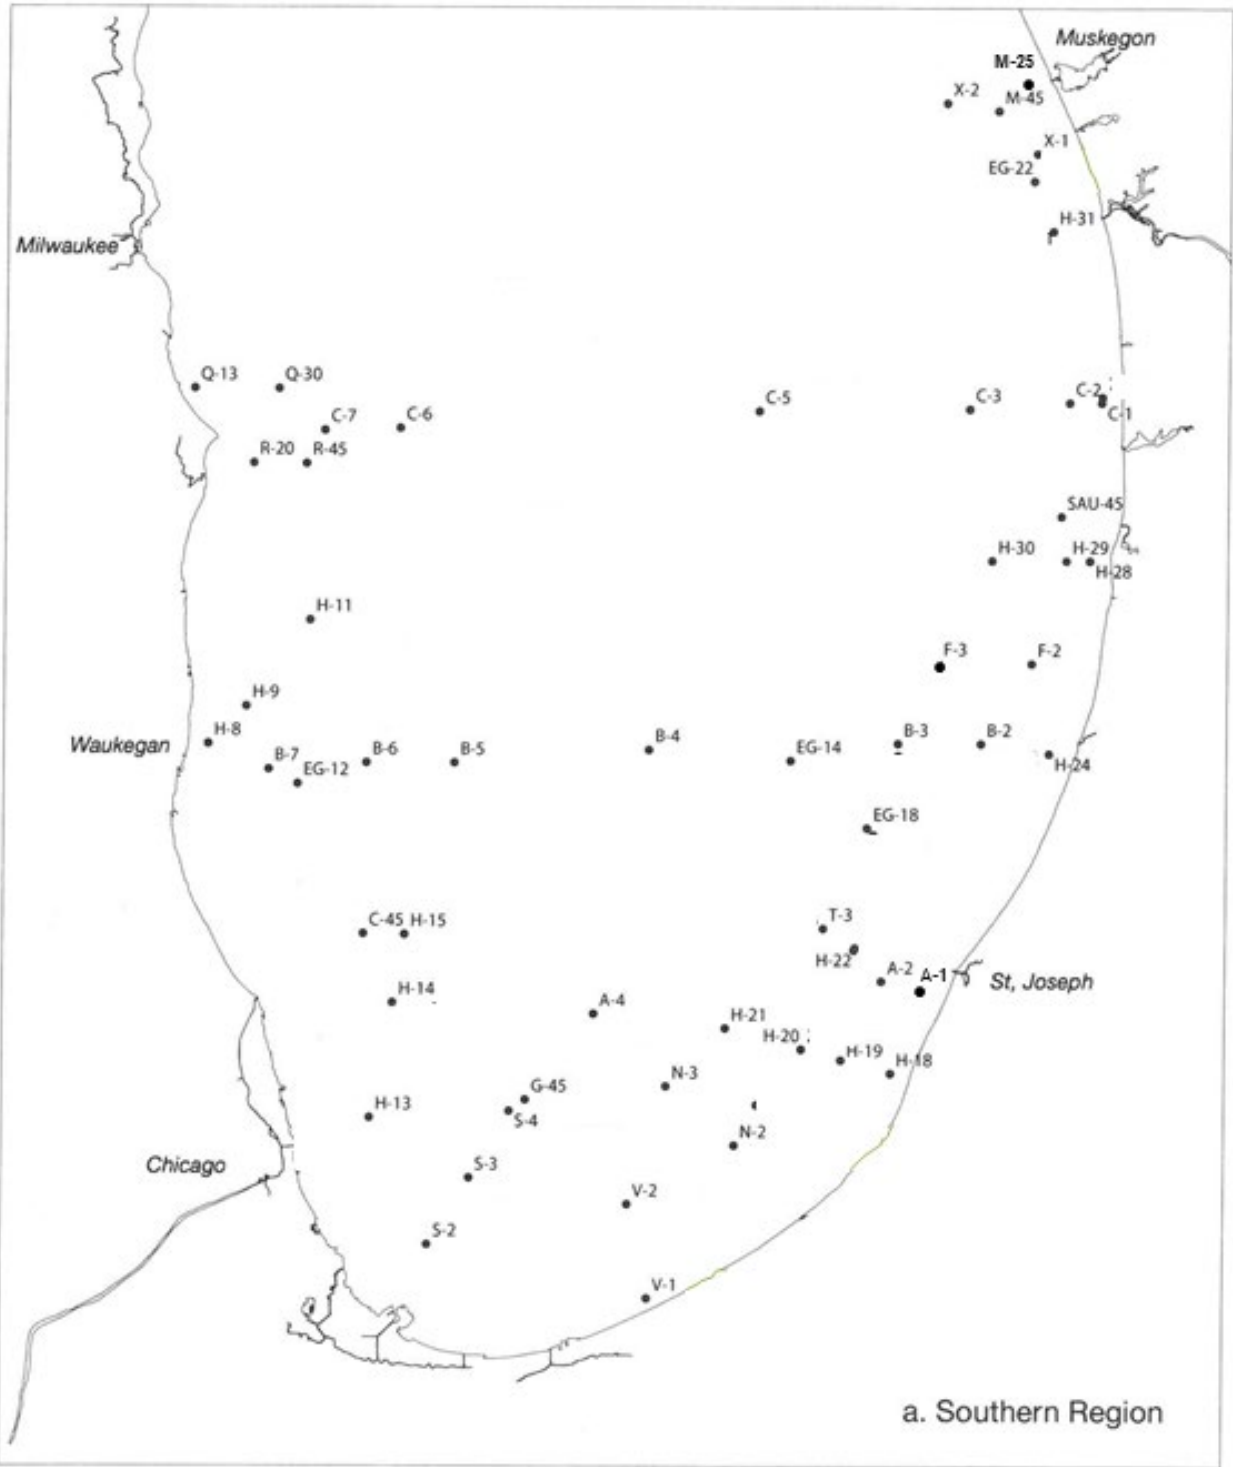 Muskegon
M-25
X-2
M-45
X-1
EG-22
H-31
Milwaukee
Q-13
Q-30
C-7
C-6
C-5
C-3
C-2
C-1
R-20
R-45
SAU-45
H-30
H-29
H-28
H-11
F-3
F-2
H-9
H-8
Waukegan
B-7
EG-12
B-6
B-5
B-4
EG-14
B-3
B-2
H-24
EG-18
C-45
H-15
T-3
H-22
A-2
A-1
St, Joseph
H-14
A-4
H-21
H-20
H-19
H-18
N-3
G-45
S-4
H-13
N-2
Chicago
S-3
V-2
S-2
V-1
a. Southern Region